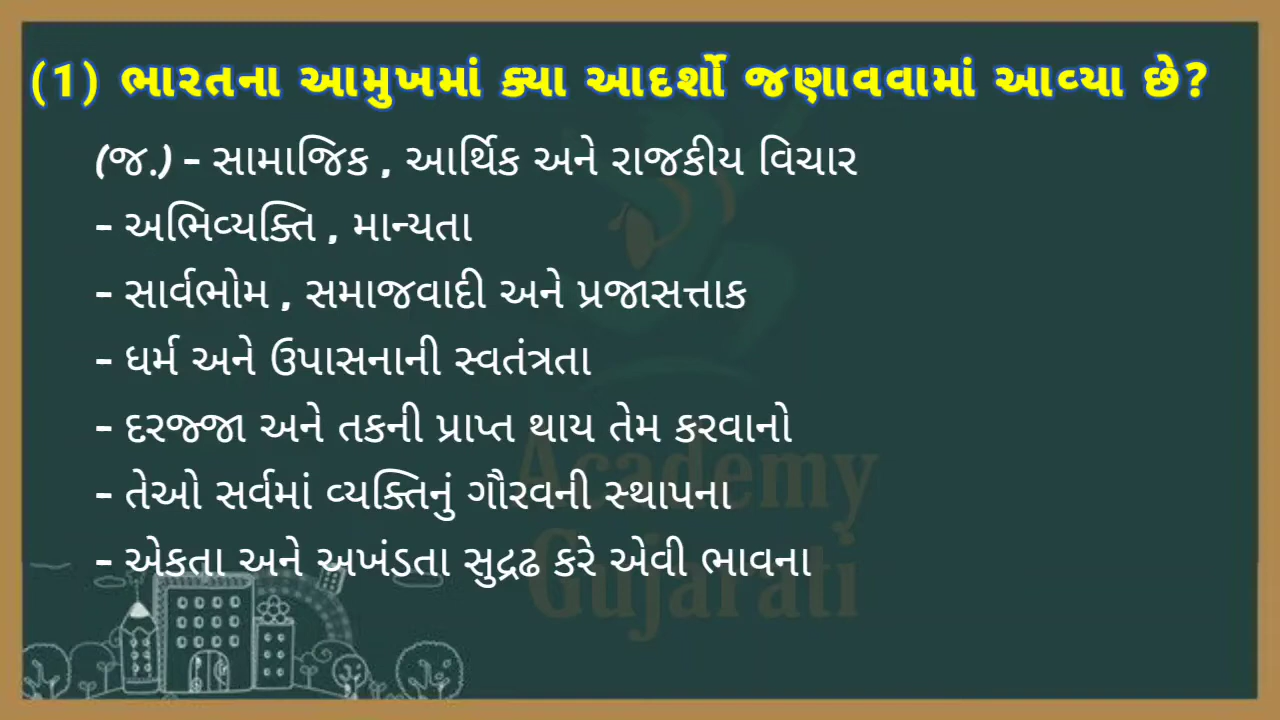 (1) ભારતના આમુખમાં ક્યા આદર્શો જણાવવામાં આવ્યા છે?
(જ.) – સામાજિક , આર્થિક અને રાજકીય વિચાર
– અભિવ્યક્તિ , માન્યતા
– સાર્વભોમ , સમાજવાદી અને પ્રજાસત્તાક
– ધર્મ અને ઉપાસનાની સ્વતંત્રતા
– દરજ્જા અને તકની પ્રાપ્ત થાય તેમ કરવાનો
– તેઓ સર્વમાં વ્યક્તિનું ગૌરવની સ્થાપના
– એકતા અને અખંડતા સુદ્રઢ કરે એવી ભાવના
Academy
Gujarati